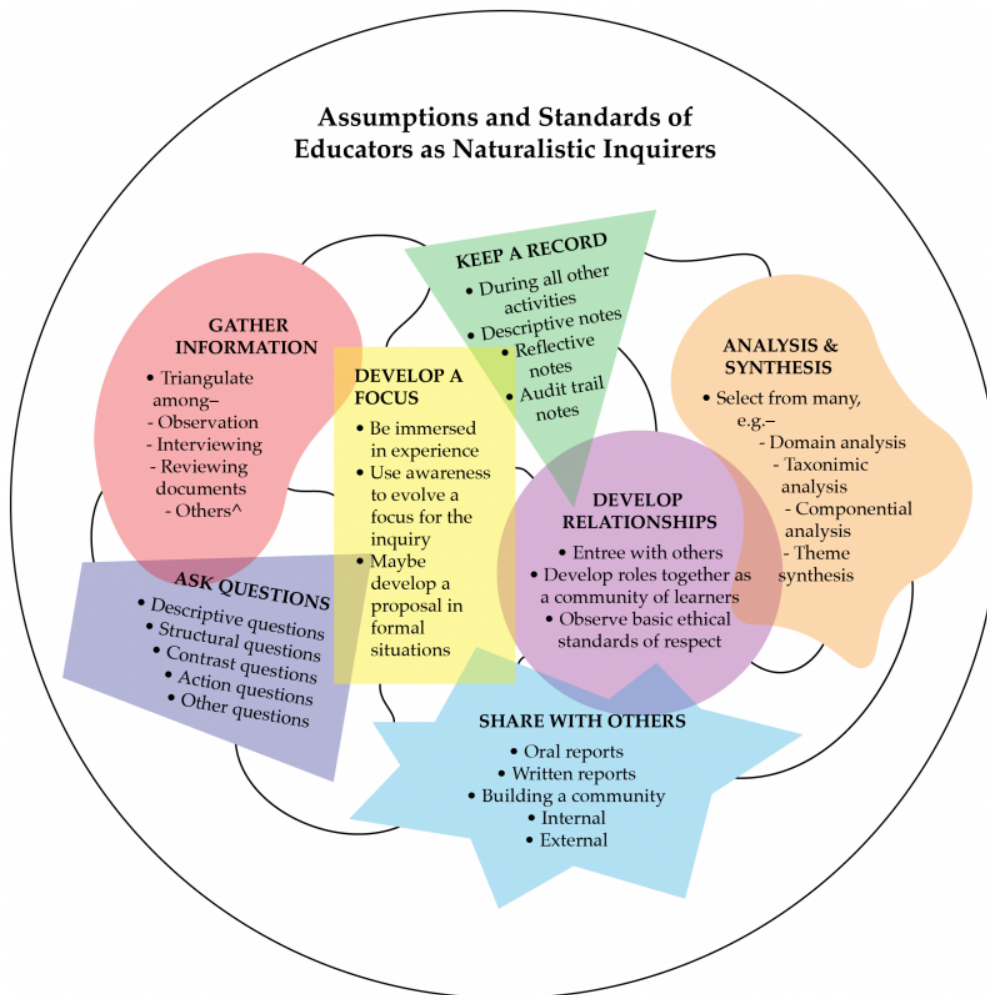 Assumptions and Standards of
Educators as Naturalistic Inquirers
KEEP A RECORD
• During all other
activities
• Descriptive notes
• Reflective
notes
• Audit trail
notes
GATHER
INFORMATION
• Triangulate
among–
- Observation
- Interviewing
- Reviewing
documents
- Others^
DEVELOP A
FOCUS
• Be immersed
in experience
• Use awareness
to evolve a
focus for the
inquiry
• Maybe
develop a
proposal in
formal
situations
ANALYSIS &
SYNTHESIS
• Select from many,
e.g.–
- Domain analysis
- Taxonimic
analysis
- Componential
analysis
- Theme
synthesis
DEVELOP
RELATIONSHIPS
• Entree with others
• Develop roles together as
a community of learners
• Observe basic ethical
standards of respect
ASK QUESTIONS
• Descriptive questions
• Structural questions
• Contrast questions
• Action questions
• Other questions
SHARE WITH OTHERS
• Oral reports
• Written reports
• Building a community
• Internal
• External